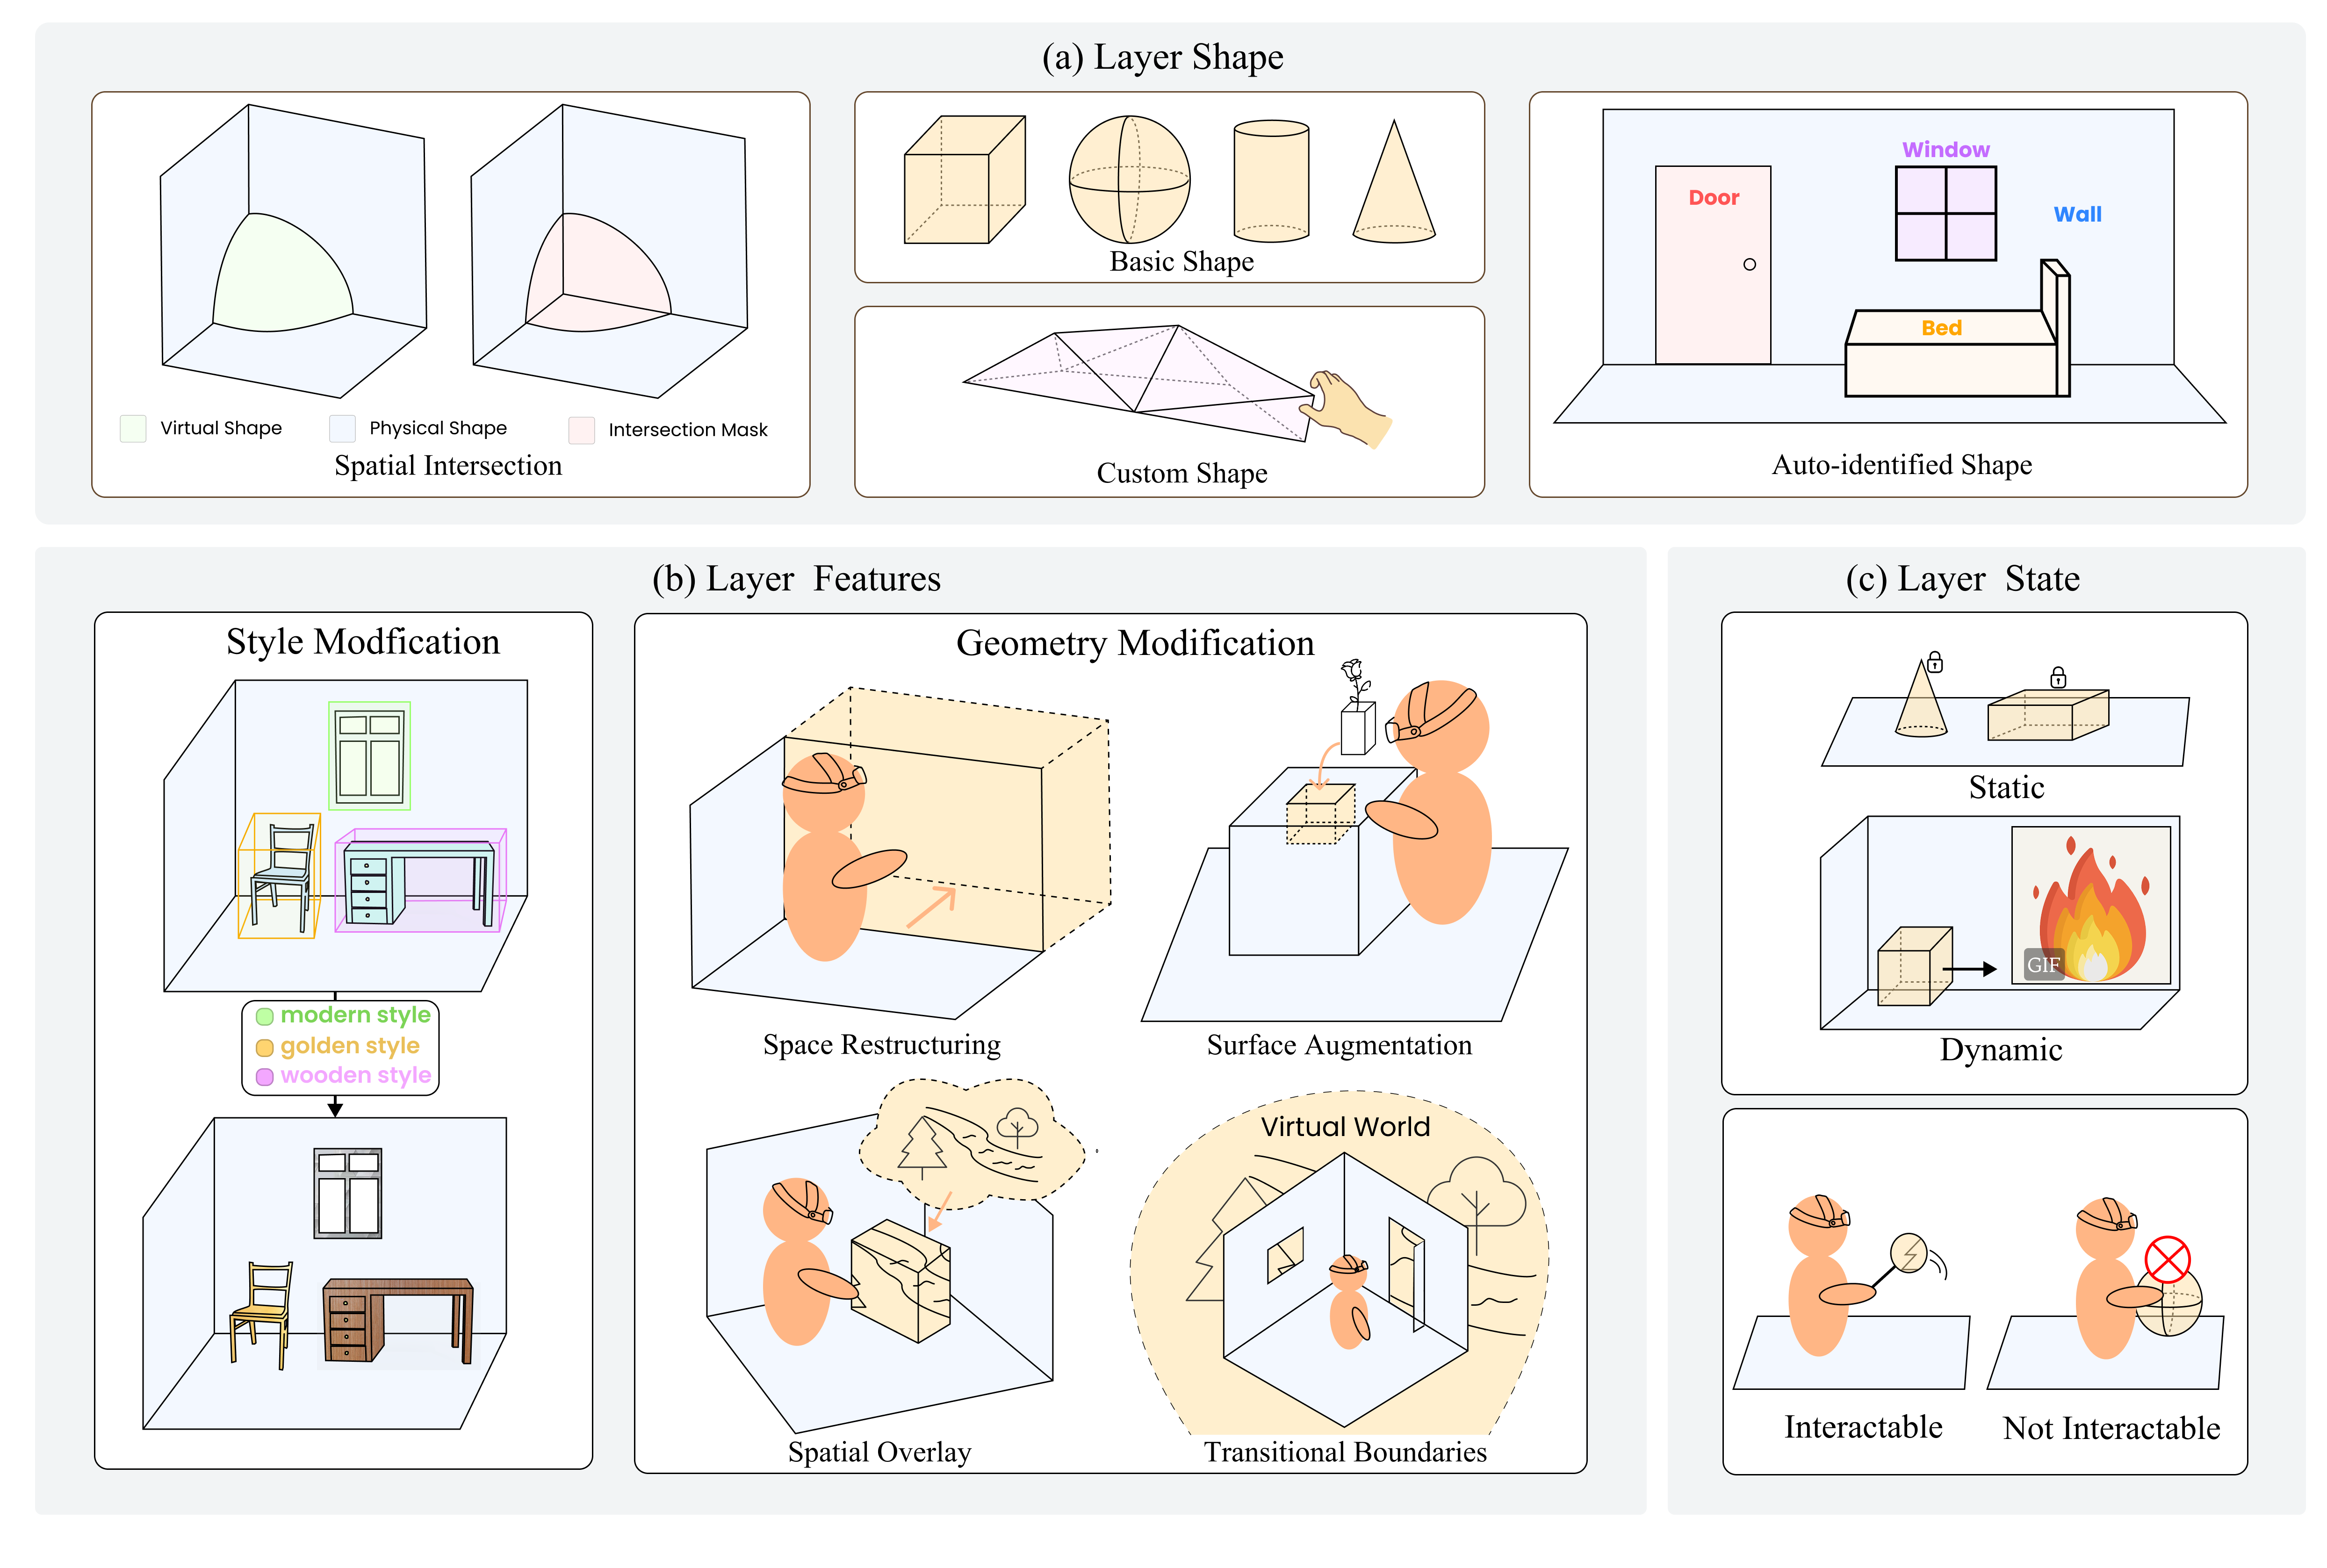 (a) Layer Shape
Virtual Shape
Physical Shape
Intersection Mask
Spatial Intersection
Basic Shape
Custom Shape
Door
Window
Wall
Bed
Auto-identified Shape
(b) Layer Features
Style Modfication
modern style
golden style
wooden style
Geometry Modification
Space Restructuring
Surface Augmentation
Spatial Overlay
Virtual World
Transitional Boundaries
(c) Layer State
Static
GIF
Dynamic
Interactable
Not Interactable